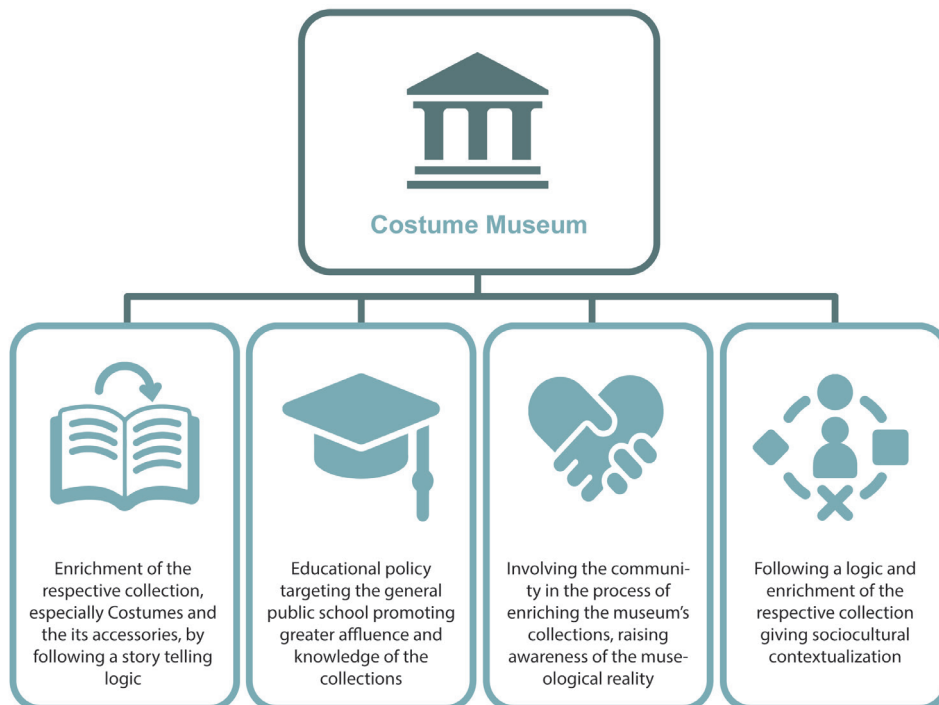 Costume Museum
Enrichment of the
respective collection,
especially Costumes and
the its accessories, by
following a story telling
logic
Educational policy
targeting the general
public school promoting
greater affluence and
knowledge of the
collections
Involving the communi-
ty in the process of
enriching the museum’s
collections, raising
awareness of the muse-
ological reality
Following a logic and
enrichment of the
respective collection
giving sociocultural
contextualization